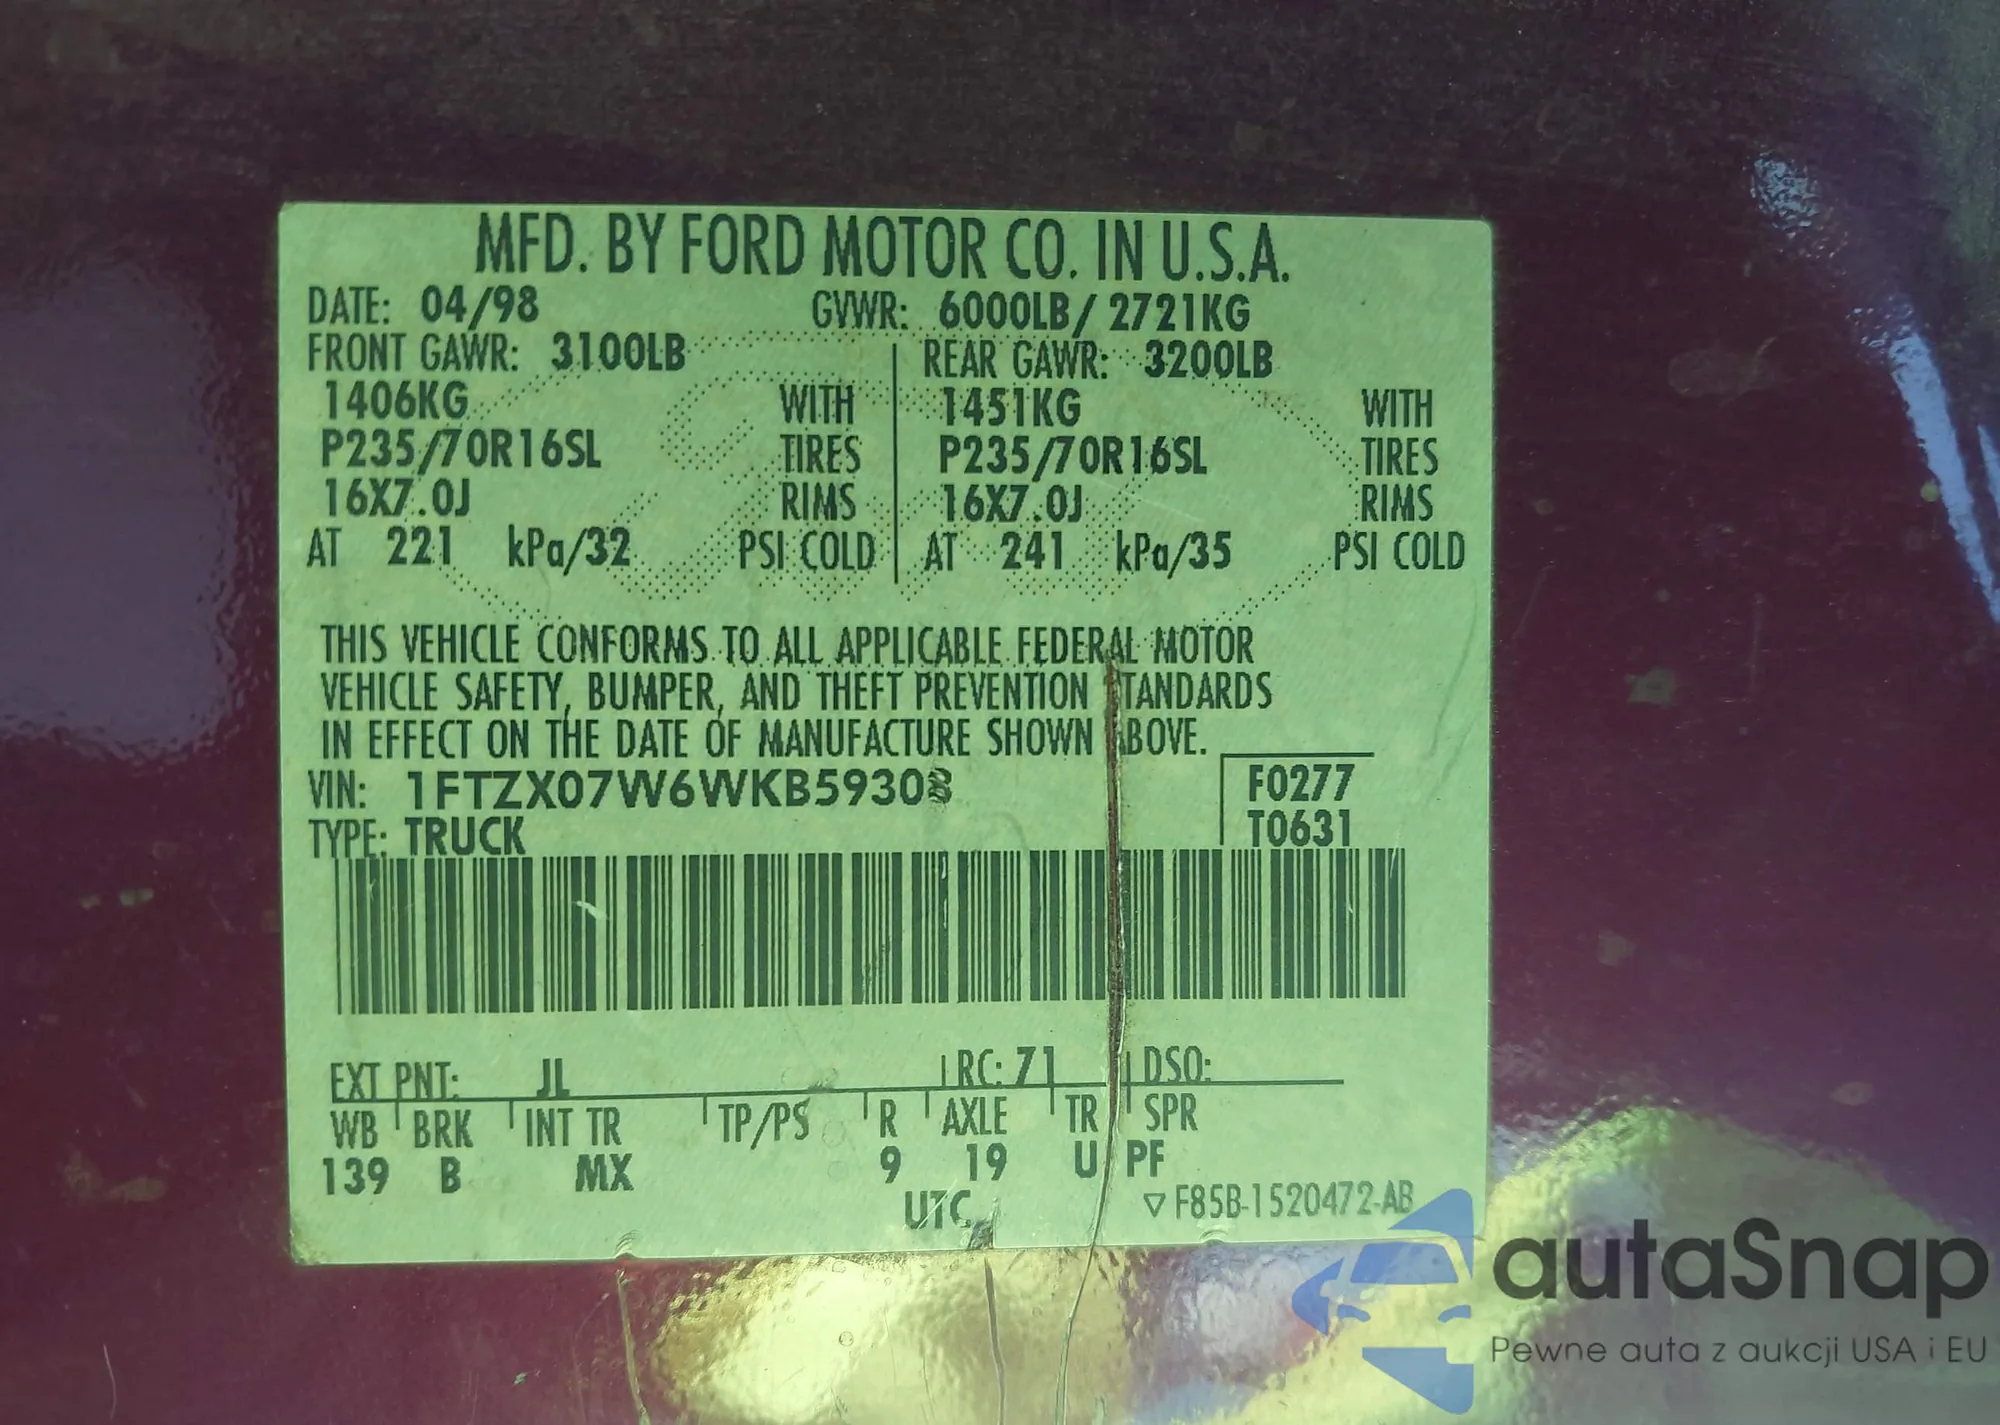 MFD. BY FORD MOTOR CO. IN U.S.A.
DATE: 04/98 GVWR: 6000LB/ 2721KG
FRONT GAWR: 3100LB REAR GAWR: 3200LB
1406KG WITH 1451KG WITH
P235/70R16SL TIRES P235/70R16SL TIRES
16X7.0J RIMS 16X7.0J RIMS
AT 221 kPa/32 PSI COLD AT 241 kPa/35 PSI COLD
THIS VEHICLE CONFORMS TO ALL APPLICABLE FEDERAL MOTOR
VEHICLE SAFETY, BUMPER, AND THEFT PREVENTION STANDARDS
IN EFFECT ON THE DATE OF MANUFACTURE SHOWN ABOVE.
VIN: F0277
TYPE: TRUCK T0631
EXT PNT: JL RC: 71 DSO:
WB BRK INT TR TP/PS R AXLE TR SPR
139 B MX 9 19 U PF
UTC ▽ F85B-1520472-AB
autaSnap
Pewne auta z aukcji USA i EU